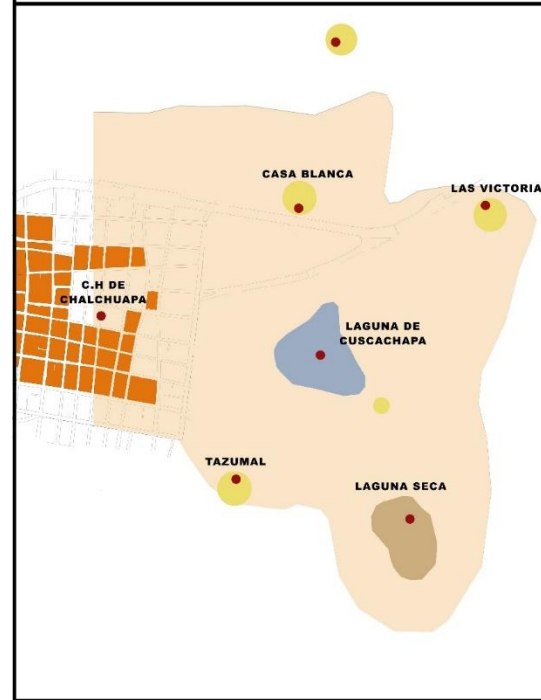 CASA BLANCA
LAS VICTORIA
C.H DE
CHALCHUAPA
LAGUNA DE
CUSCACHAPA
TAZUMAL
LAGUNA SECA